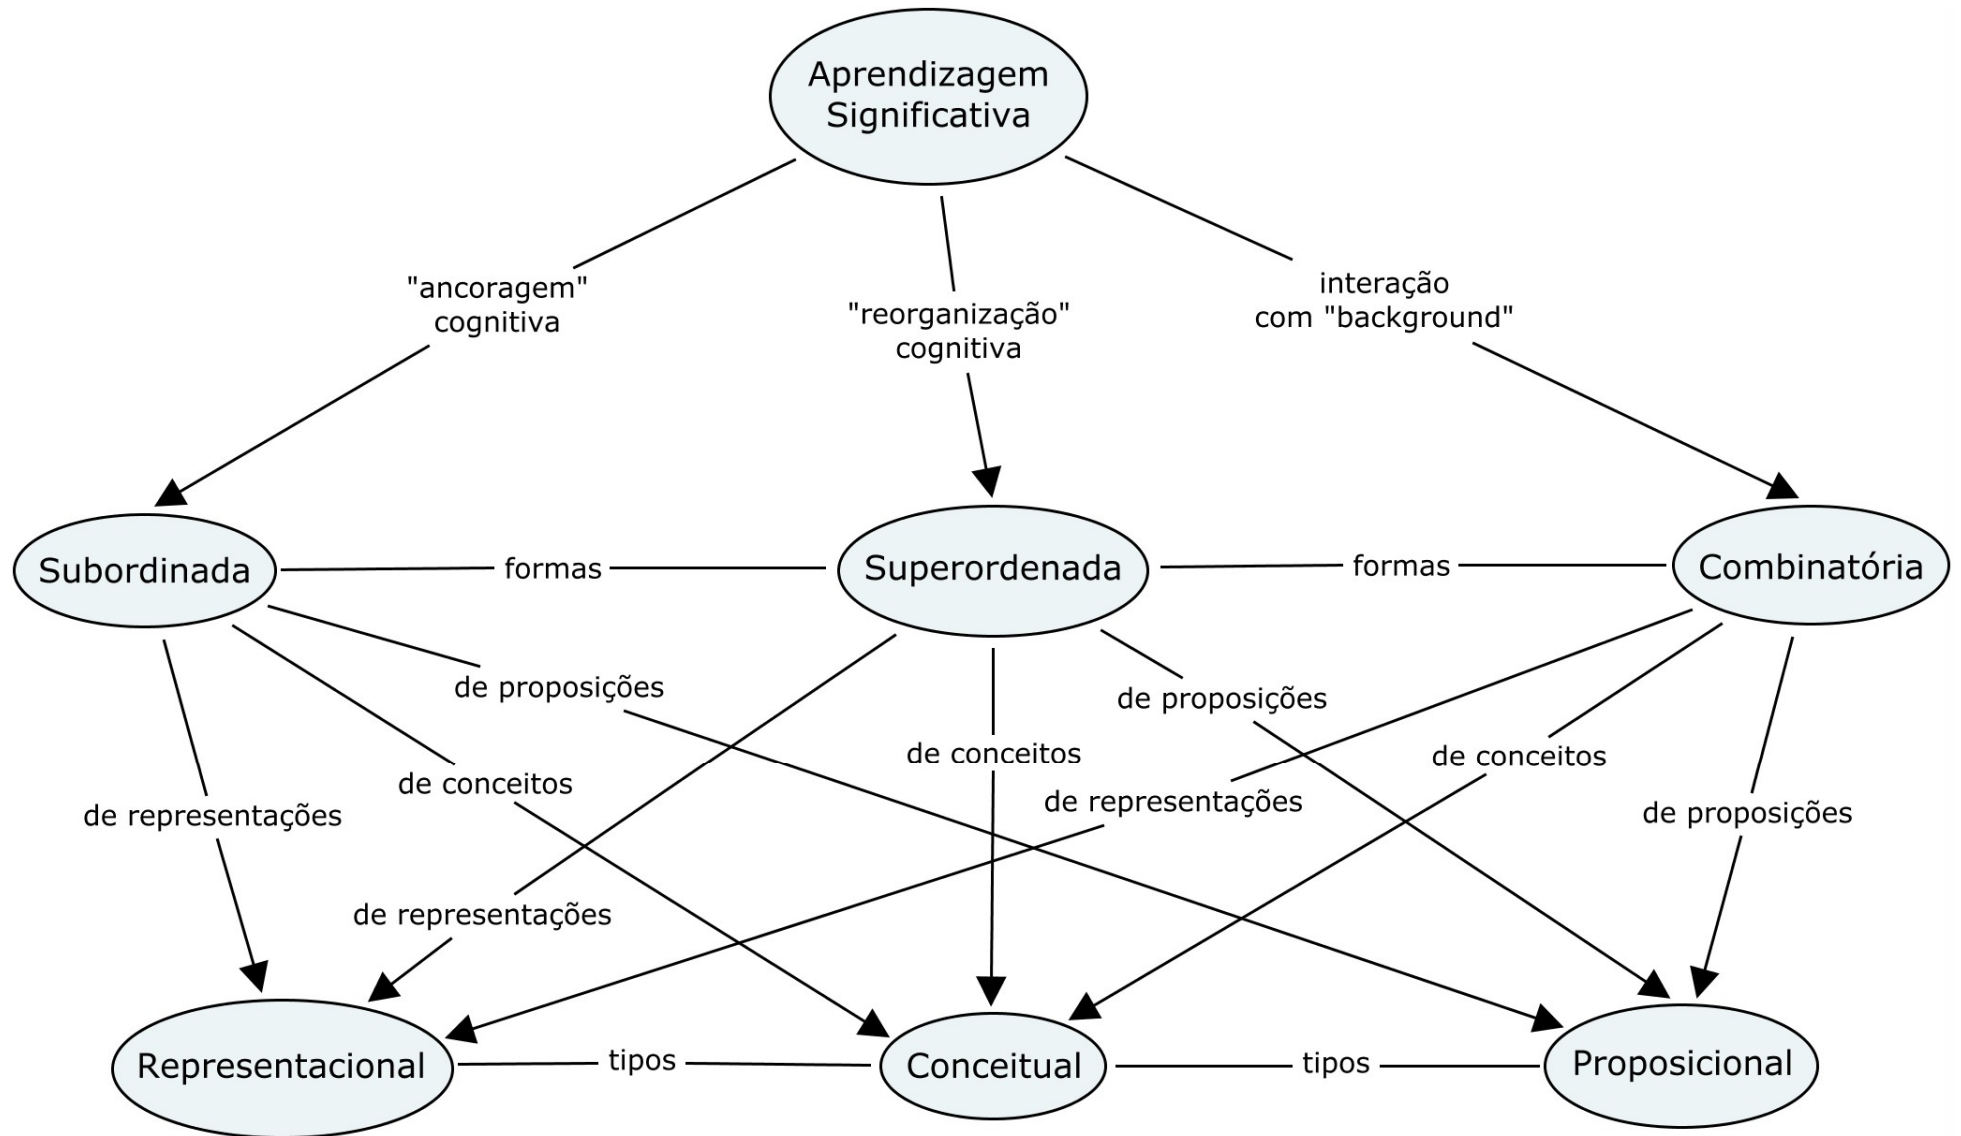 Aprendizagem
Significativa
"ancoragem"
cognitiva
"reorganização"
cognitiva
interação
com "background"
Subordinada
formas
Superordenada
formas
Combinatória
de proposições
de proposições
de conceitos
de conceitos
de conceitos
de representações
de representações
de proposições
de representações
Representacional
tipos
Conceitual
tipos
Proposicional